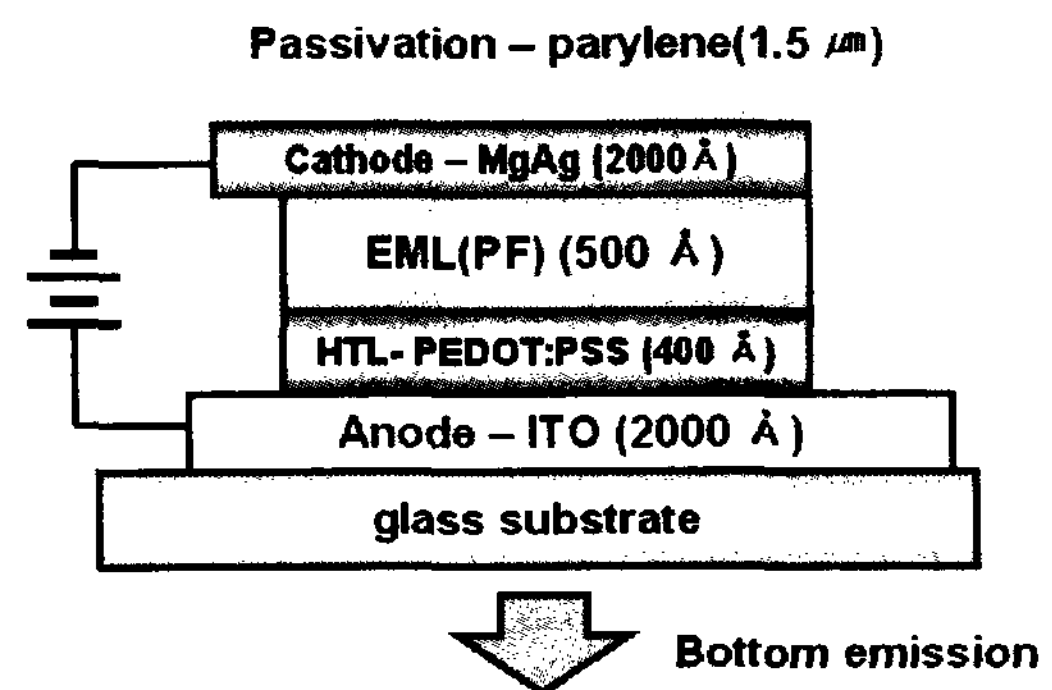 Passivation – parylene(1.5 ㎛)
Cathode – MgAg (2000 Å)
EML(PF) (500 Å)
HTL- PEDOT:PSS (400 Å)
Anode – ITO (2000 Å)
glass substrate
Bottom emission